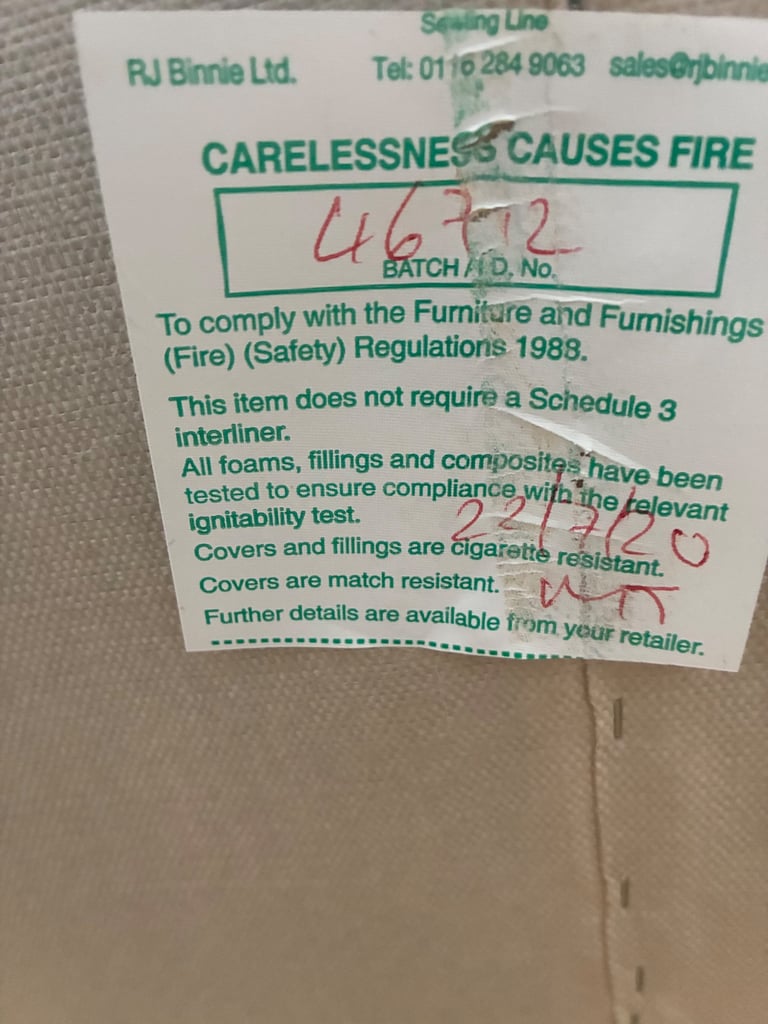 Sewing Line
RJ Binnie Ltd. Tel: 0116 284 9063 sales@rjbinnie
CARELESSNESS CAUSES FIRE
46712
BATCH / I.D. No.
To comply with the Furniture and Furnishings
(Fire) (Safety) Regulations 1988.
This item does not require a Schedule 3
interliner.
All foams, fillings and composites have been
tested to ensure compliance with the relevant
ignitability test.
22/7/20
Covers and fillings are cigarette resistant.
Covers are match resistant.
Further details are available from your retailer.